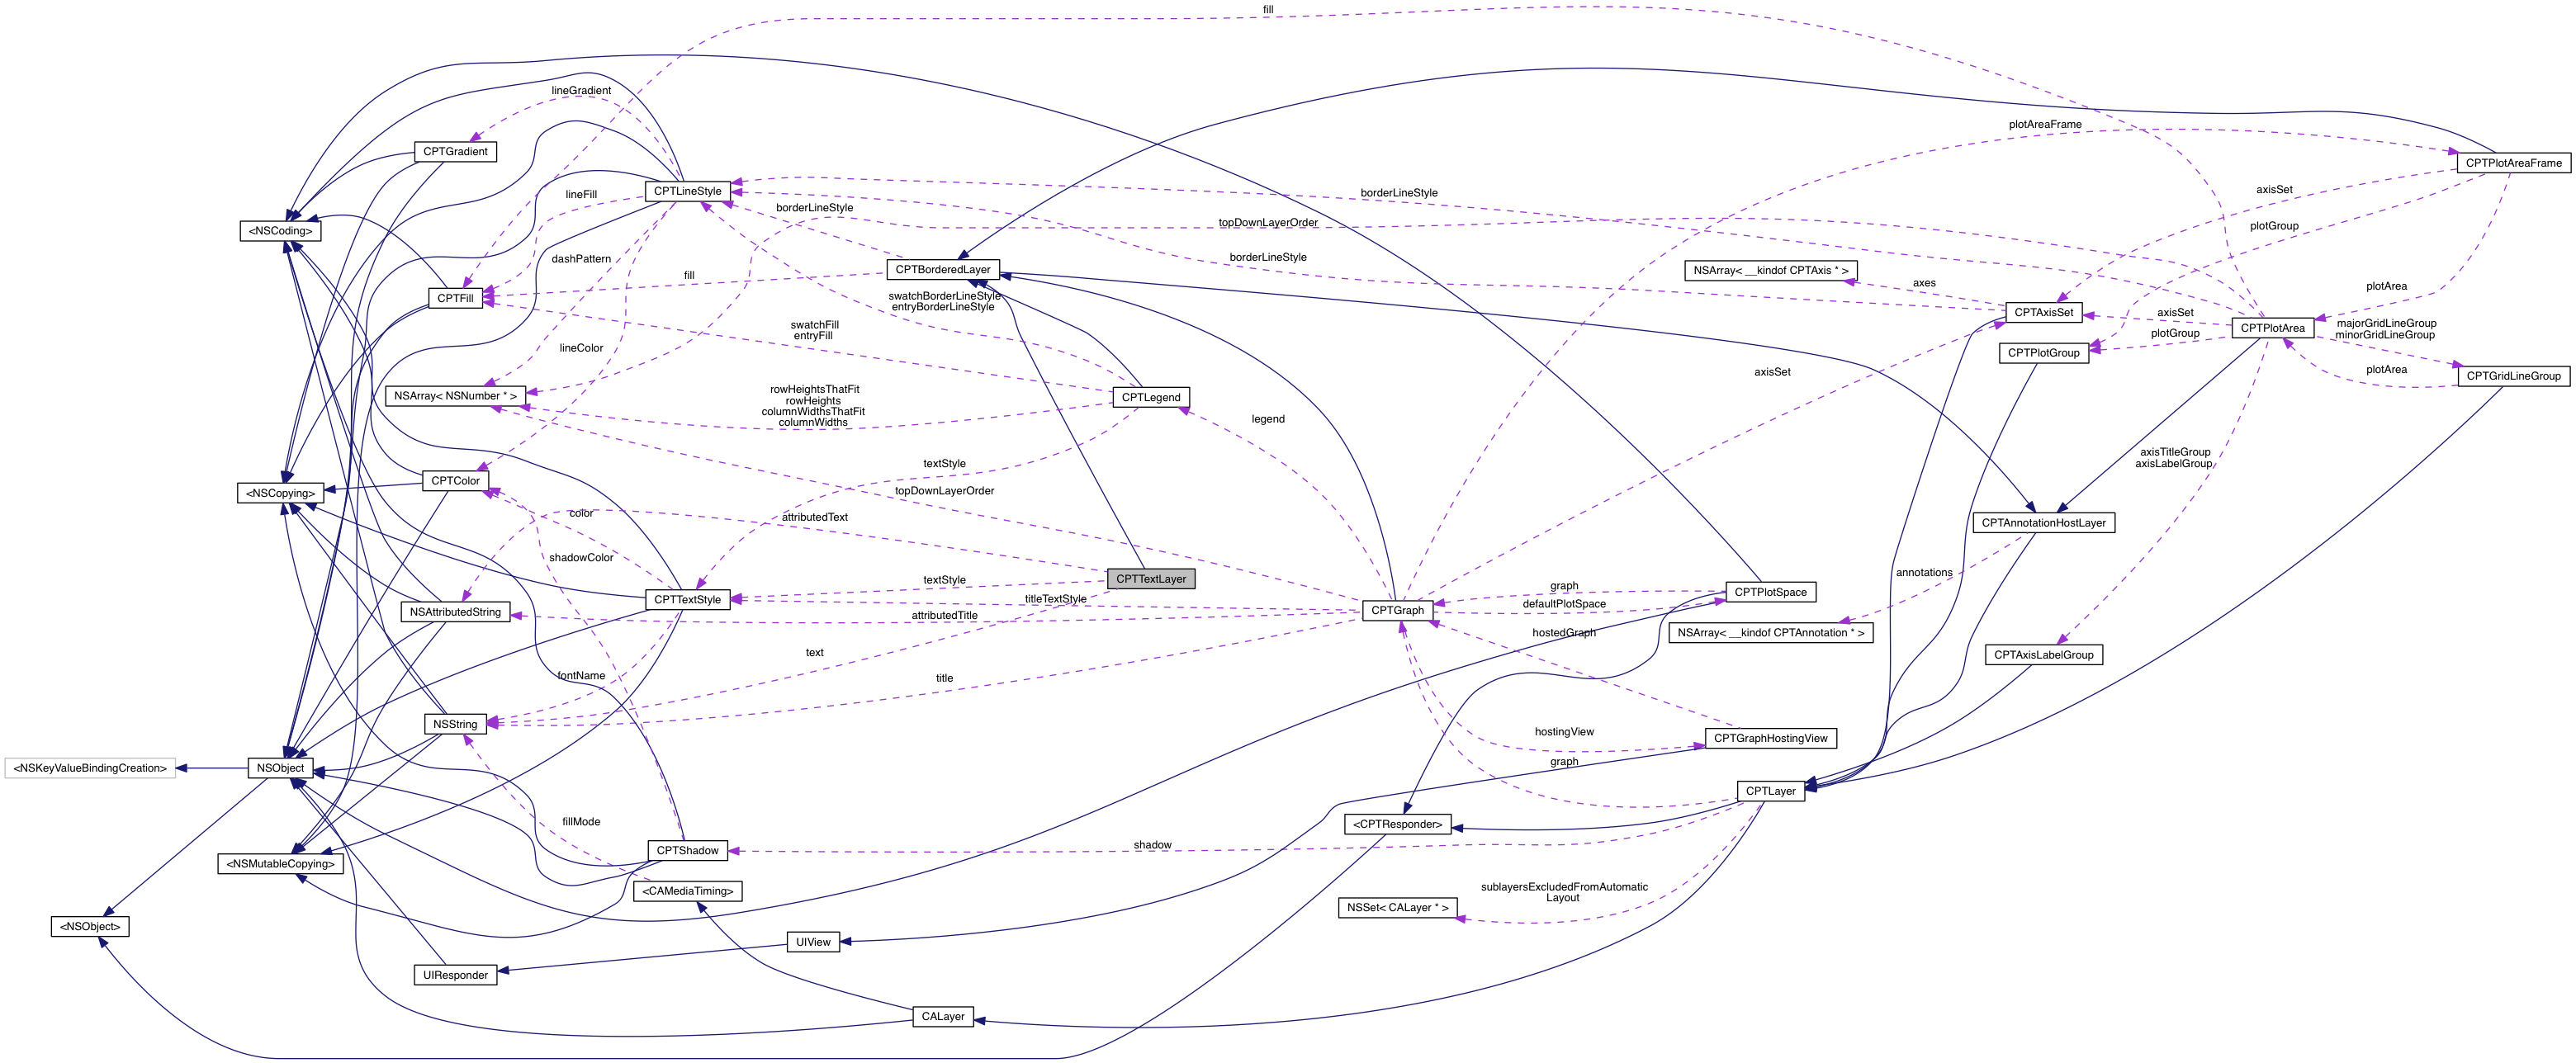 fill
lineGradient
plotAreaFrame
CPTGradient
CPTPlotAreaFrame
CPTLineStyle
lineFill
borderLineStyle
axisSet
borderLineStyle
topDownLayerOrder
plotGroup
<NSCoding>
dashPattern
borderLineStyle
CPTBorderedLayer
NSArray< __kindof CPTAxis * >
fill
axes
plotArea
CPTFill
swatchBorderLineStyle
entryBorderLineStyle
CPTAxisSet
axisSet
swatchFill
entryFill
CPTPlotArea
majorGridLineGroup
minorGridLineGroup
plotGroup
lineColor
CPTPlotGroup
axisSet
plotArea
CPTGridLineGroup
NSArray< NSNumber * >
rowHeightsThatFit
rowHeights
columnWidthsThatFit
columnWidths
CPTLegend
legend
axisTitleGroup
axisLabelGroup
textStyle
CPTColor
<NSCopying>
topDownLayerOrder
color
attributedText
CPTAnnotationHostLayer
shadowColor
annotations
CPTTextLayer
textStyle
graph
CPTPlotSpace
CPTTextStyle
titleTextStyle
defaultPlotSpace
NSAttributedString
attributedTitle
CPTGraph
hostedGraph
NSArray< __kindof CPTAnnotation * >
text
CPTAxisLabelGroup
fontName
title
NSString
hostingView
CPTGraphHostingView
graph
<NSKeyValueBindingCreation>
NSObject
CPTLayer
fillMode
<CPTResponder>
shadow
CPTShadow
<NSMutableCopying>
<CAMediaTiming>
sublayersExcludedFromAutomatic
Layout
NSSet< CALayer * >
<NSObject>
UIView
UIResponder
CALayer